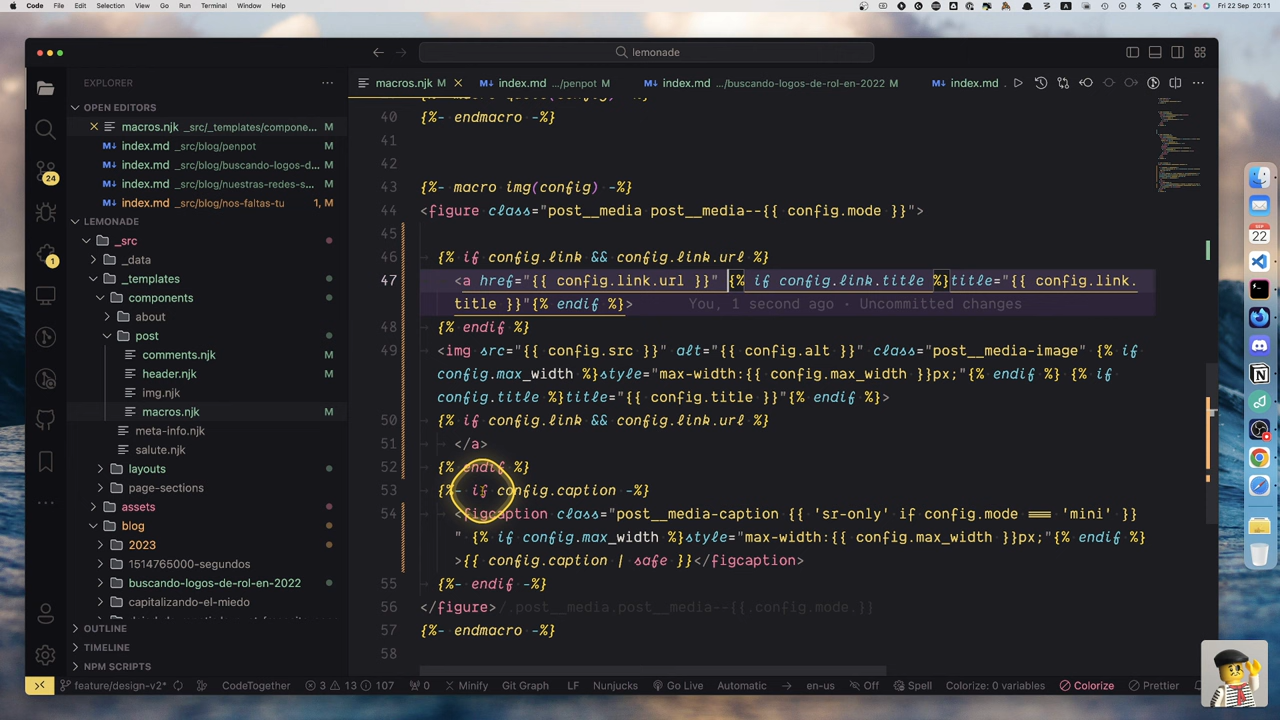 Code File Edit Selection View Go Run Terminal Window Help Fri 22 Sep 20:11
lemonade
EXPLORER
OPEN EDITORS
macros.njk _src/_templates/compone... M
index.md _src/blog/penpot M
index.md _src/blog/buscando-logos-d... M
index.md _src/blog/nuestras-redes-s... M
index.md _src/blog/nos-faltas-tu 1, M
LEMONADE
_src
_data
_templates
components
about
post
comments.njk M
header.njk M
img.njk
macros.njk M
meta-info.njk
salute.njk
layouts
page-sections
assets
blog
2023
1514765000-segundos
buscando-logos-de-rol-en-2022
capitalizando-el-miedo
OUTLINE
TIMELINE
NPM SCRIPTS
24
1
macros.njk M index.md .../penpot M index.md .../buscando-logos-de-rol-en-2022 M index.md .
40 {%- endmacro -%}
41
42
43 {%- macro img(config) -%}
44 <figure class="post__media post__media--{{ config.mode }}">
45
46 {% if config.link && config.link.url %}
47 <a href="{{ config.link.url }}" {% if config.link.title %}title="{{ config.link.
title }}"{% endif %}> You, 1 second ago · Uncommitted changes
48 {% endif %}
49 <img src="{{ config.src }}" alt="{{ config.alt }}" class="post__media-image" {% if
config.max_width %}style="max-width:{{ config.max_width }}px;"{% endif %} {% if
config.title %}title="{{ config.title }}"{% endif %}>
50 {% if config.link && config.link.url %}
51 </a>
52 {% endif %}
53 {%- if config.caption -%}
54 <figcaption class="post__media-caption {{ 'sr-only' if config.mode === 'mini' }}
" {% if config.max_width %}style="max-width:{{ config.max_width }}px;"{% endif %}
>{{ config.caption | safe }}</figcaption>
55 {%- endif -%}
56 </figure>/.post__media.post__media--{{.config.mode.}}
57 {%- endmacro -%}
58
22
feature/design-v2* CodeTogether 3 13 107 0 Minify Git Graph LF Nunjucks Go Live Automatic en-us Off Spell Colorize: 0 variables Colorize Prettier